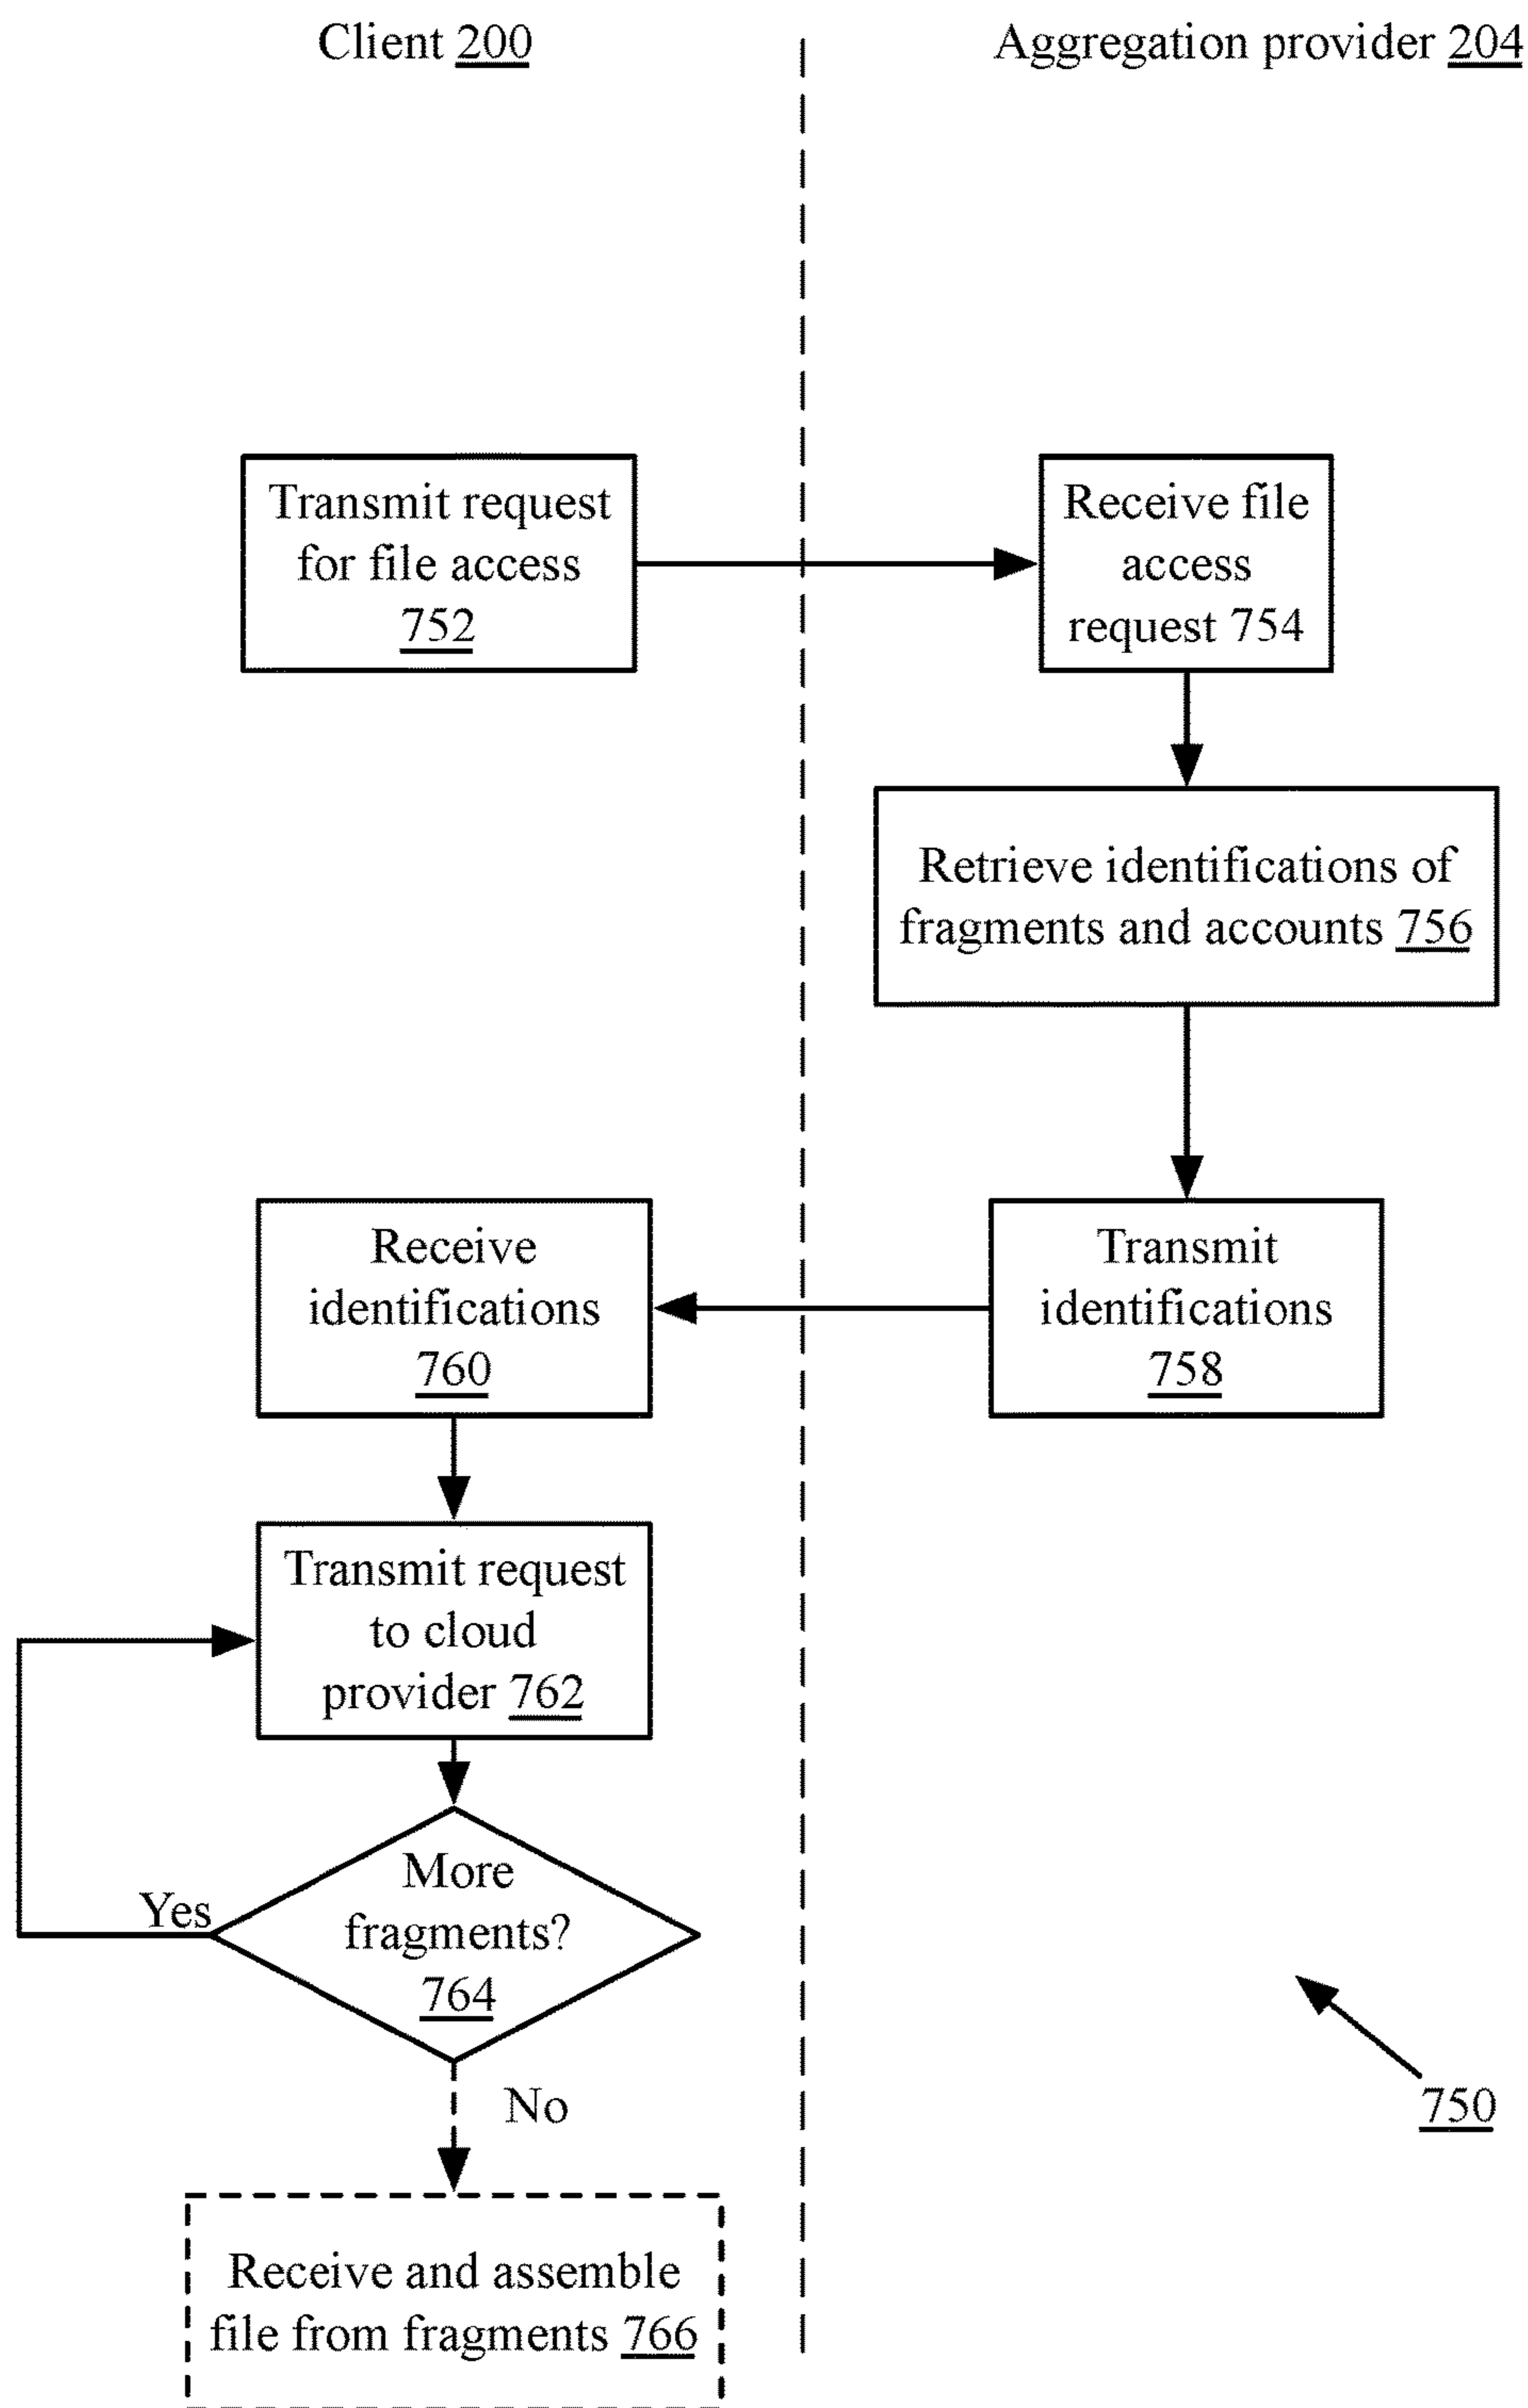 Client 200
Aggregation provider 204
Transmit request
for file access
752
Receive file
access
request 754
Retrieve identifications of
fragments and accounts 756
Receive
identifications
760
Transmit
identifications
758
Transmit request
to cloud
provider 762
More
fragments?
764
Yes
No
750
Receive and assemble
file from fragments 766